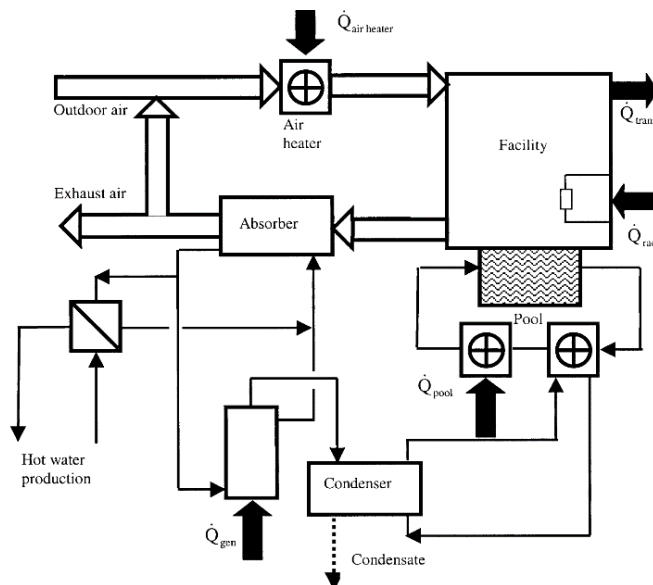 Q̇air heater
Outdoor air
Air
heater
Q̇tran
Facility
Exhaust air
Absorber
Q̇rad
Pool
Q̇pool
Hot water
production
Condenser
Q̇gen
Condensate